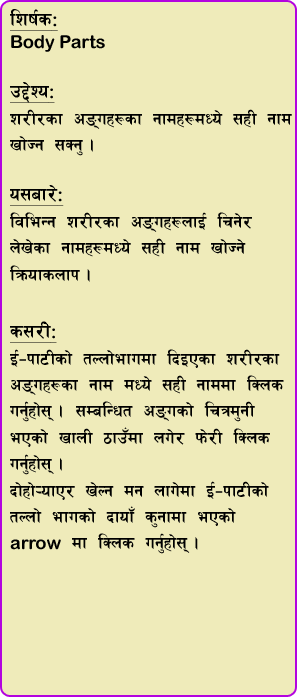 शिर्षक:
Body Parts
उद्देश्य:
शरीरका अङ्गहरूका नामहरूमध्ये सही नाम
खोज्न सक्नु ।
यसबारे:
विभिन्न शरीरका अङ्गहरूलाई चिनेर
लेखेका नामहरूमध्ये सही नाम खोज्ने
क्रियाकलाप ।
कसरी:
ई-पाटीको तल्लोभागमा दिइएका शरीरका
अङ्गहरूका नाम मध्ये सही नाममा क्लिक
गर्नुहोस् । सम्बन्धित अङ्गको चित्रमुनी
भएको खाली ठाउँमा लगेर फेरी क्लिक
गर्नुहोस् ।
दोहोऱ्याएर खेल्न मन लागेमा ई-पाटीको
तल्लो भागको दायाँ कुनामा भएको
arrow मा क्लिक गर्नुहोस् ।